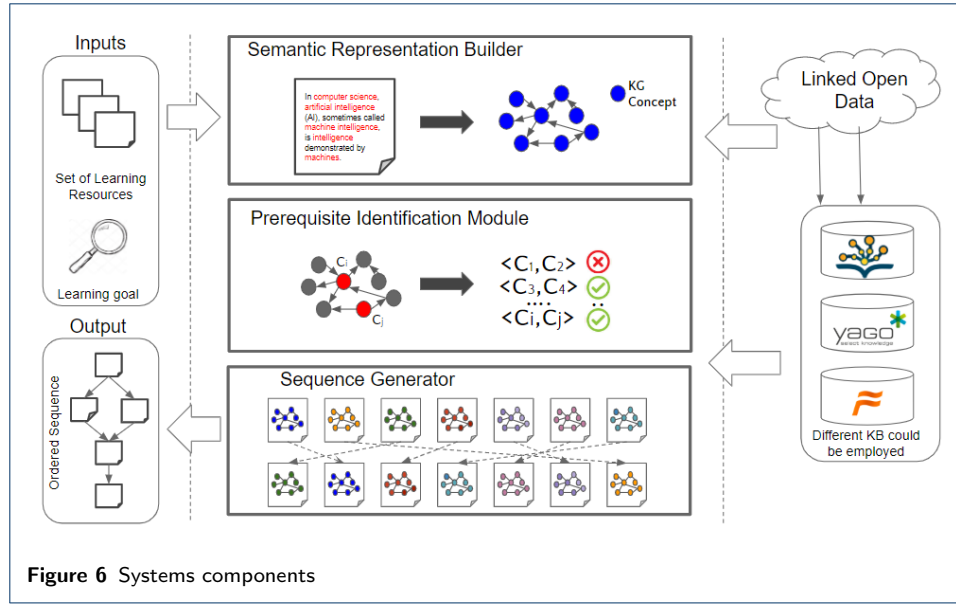 Inputs
Set of Learning
Resources
Learning goal
Output
Ordered Sequence
Semantic Representation Builder
In computer science,
artificial intelligence
(AI), sometimes called
machine intelligence,
is intelligence
demonstrated by
machines.
KG
Concept
Prerequisite Identification Module
Ci
Cj
<C1,C2>
<C3,C4>
.... ..
<Ci,Cj>
Sequence Generator
Linked Open
Data
yago
select knowledge
Different KB could
be employed
Figure 6 Systems components